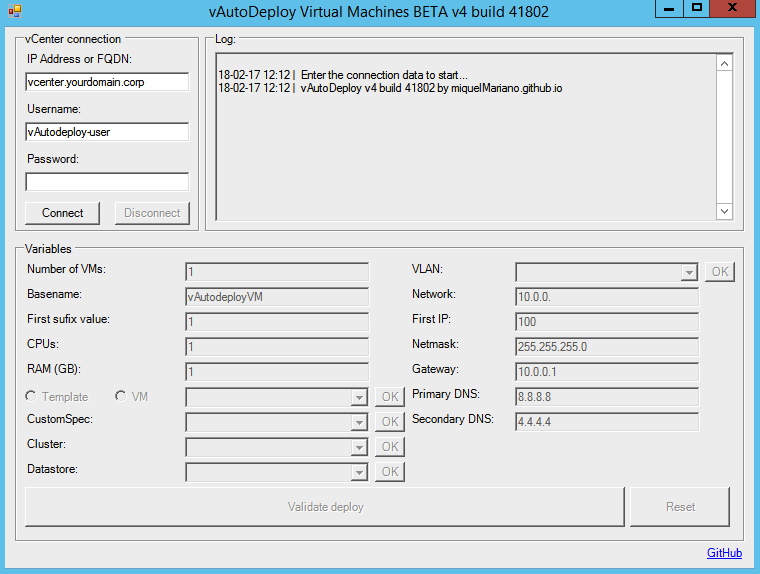 vAutoDeploy Virtual Machines BETA v4 build 41802
vCenter connection
IP Address or FQDN:
vcenter.yourdomain.corp
Username:
vAutodeploy-user
Password:
Connect Disconnect
Log:
18-02-17 12:12 | Enter the connection data to start...
18-02-17 12:12 | vAutoDeploy v4 build 41802 by miquelMariano.github.io
Variables
Number of VMs: 1
Basename: vAutodeployVM
First sufix value: 1
CPUs: 1
RAM (GB): 1
Template VM OK
CustomSpec: OK
Cluster: OK
Datastore: OK
VLAN: OK
Network: 10.0.0.
First IP: 100
Netmask: 255.255.255.0
Gateway: 10.0.0.1
Primary DNS: 8.8.8.8
Secondary DNS: 4.4.4.4
Validate deploy Reset
GitHub